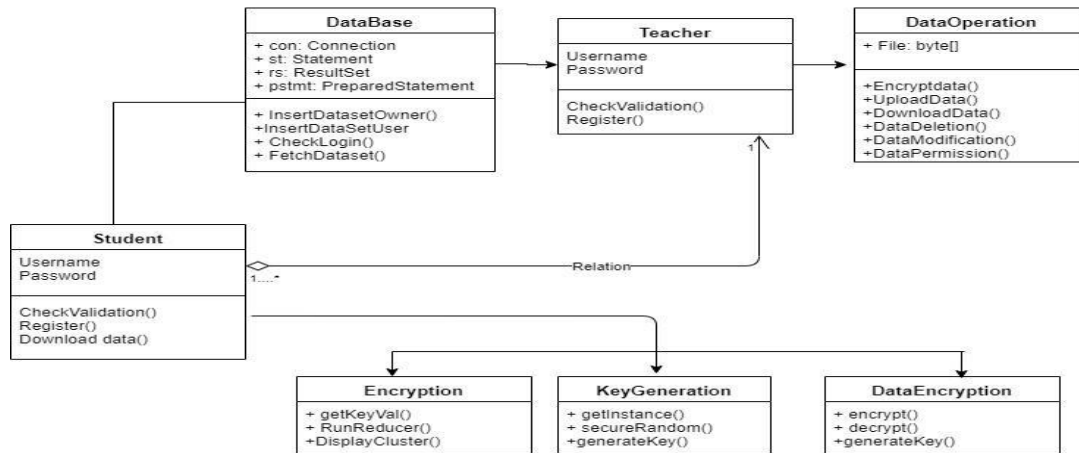 DataBase
+ con: Connection
+ st: Statement
+ rs: ResultSet
+ pstmt: PreparedStatement
+ InsertDatasetOwner()
+InsertDataSetUser
+ CheckLogin()
+ FetchDataset()
Teacher
Username
Password
CheckValidation()
Register()
1
DataOperation
+ File: byte[]
+Encryptdata()
+UploadData()
+DownloadData()
+DataDeletion()
+DataModification()
+DataPermission()
Student
Username
Password
CheckValidation()
Register()
Download data()
1....*
Relation
Encryption
+ getKeyVal()
+ RunReducer()
+DisplayCluster()
KeyGeneration
+ getInstance()
+ secureRandom()
+generateKey()
DataEncryption
+ encrypt()
+ decrypt()
+generateKey()